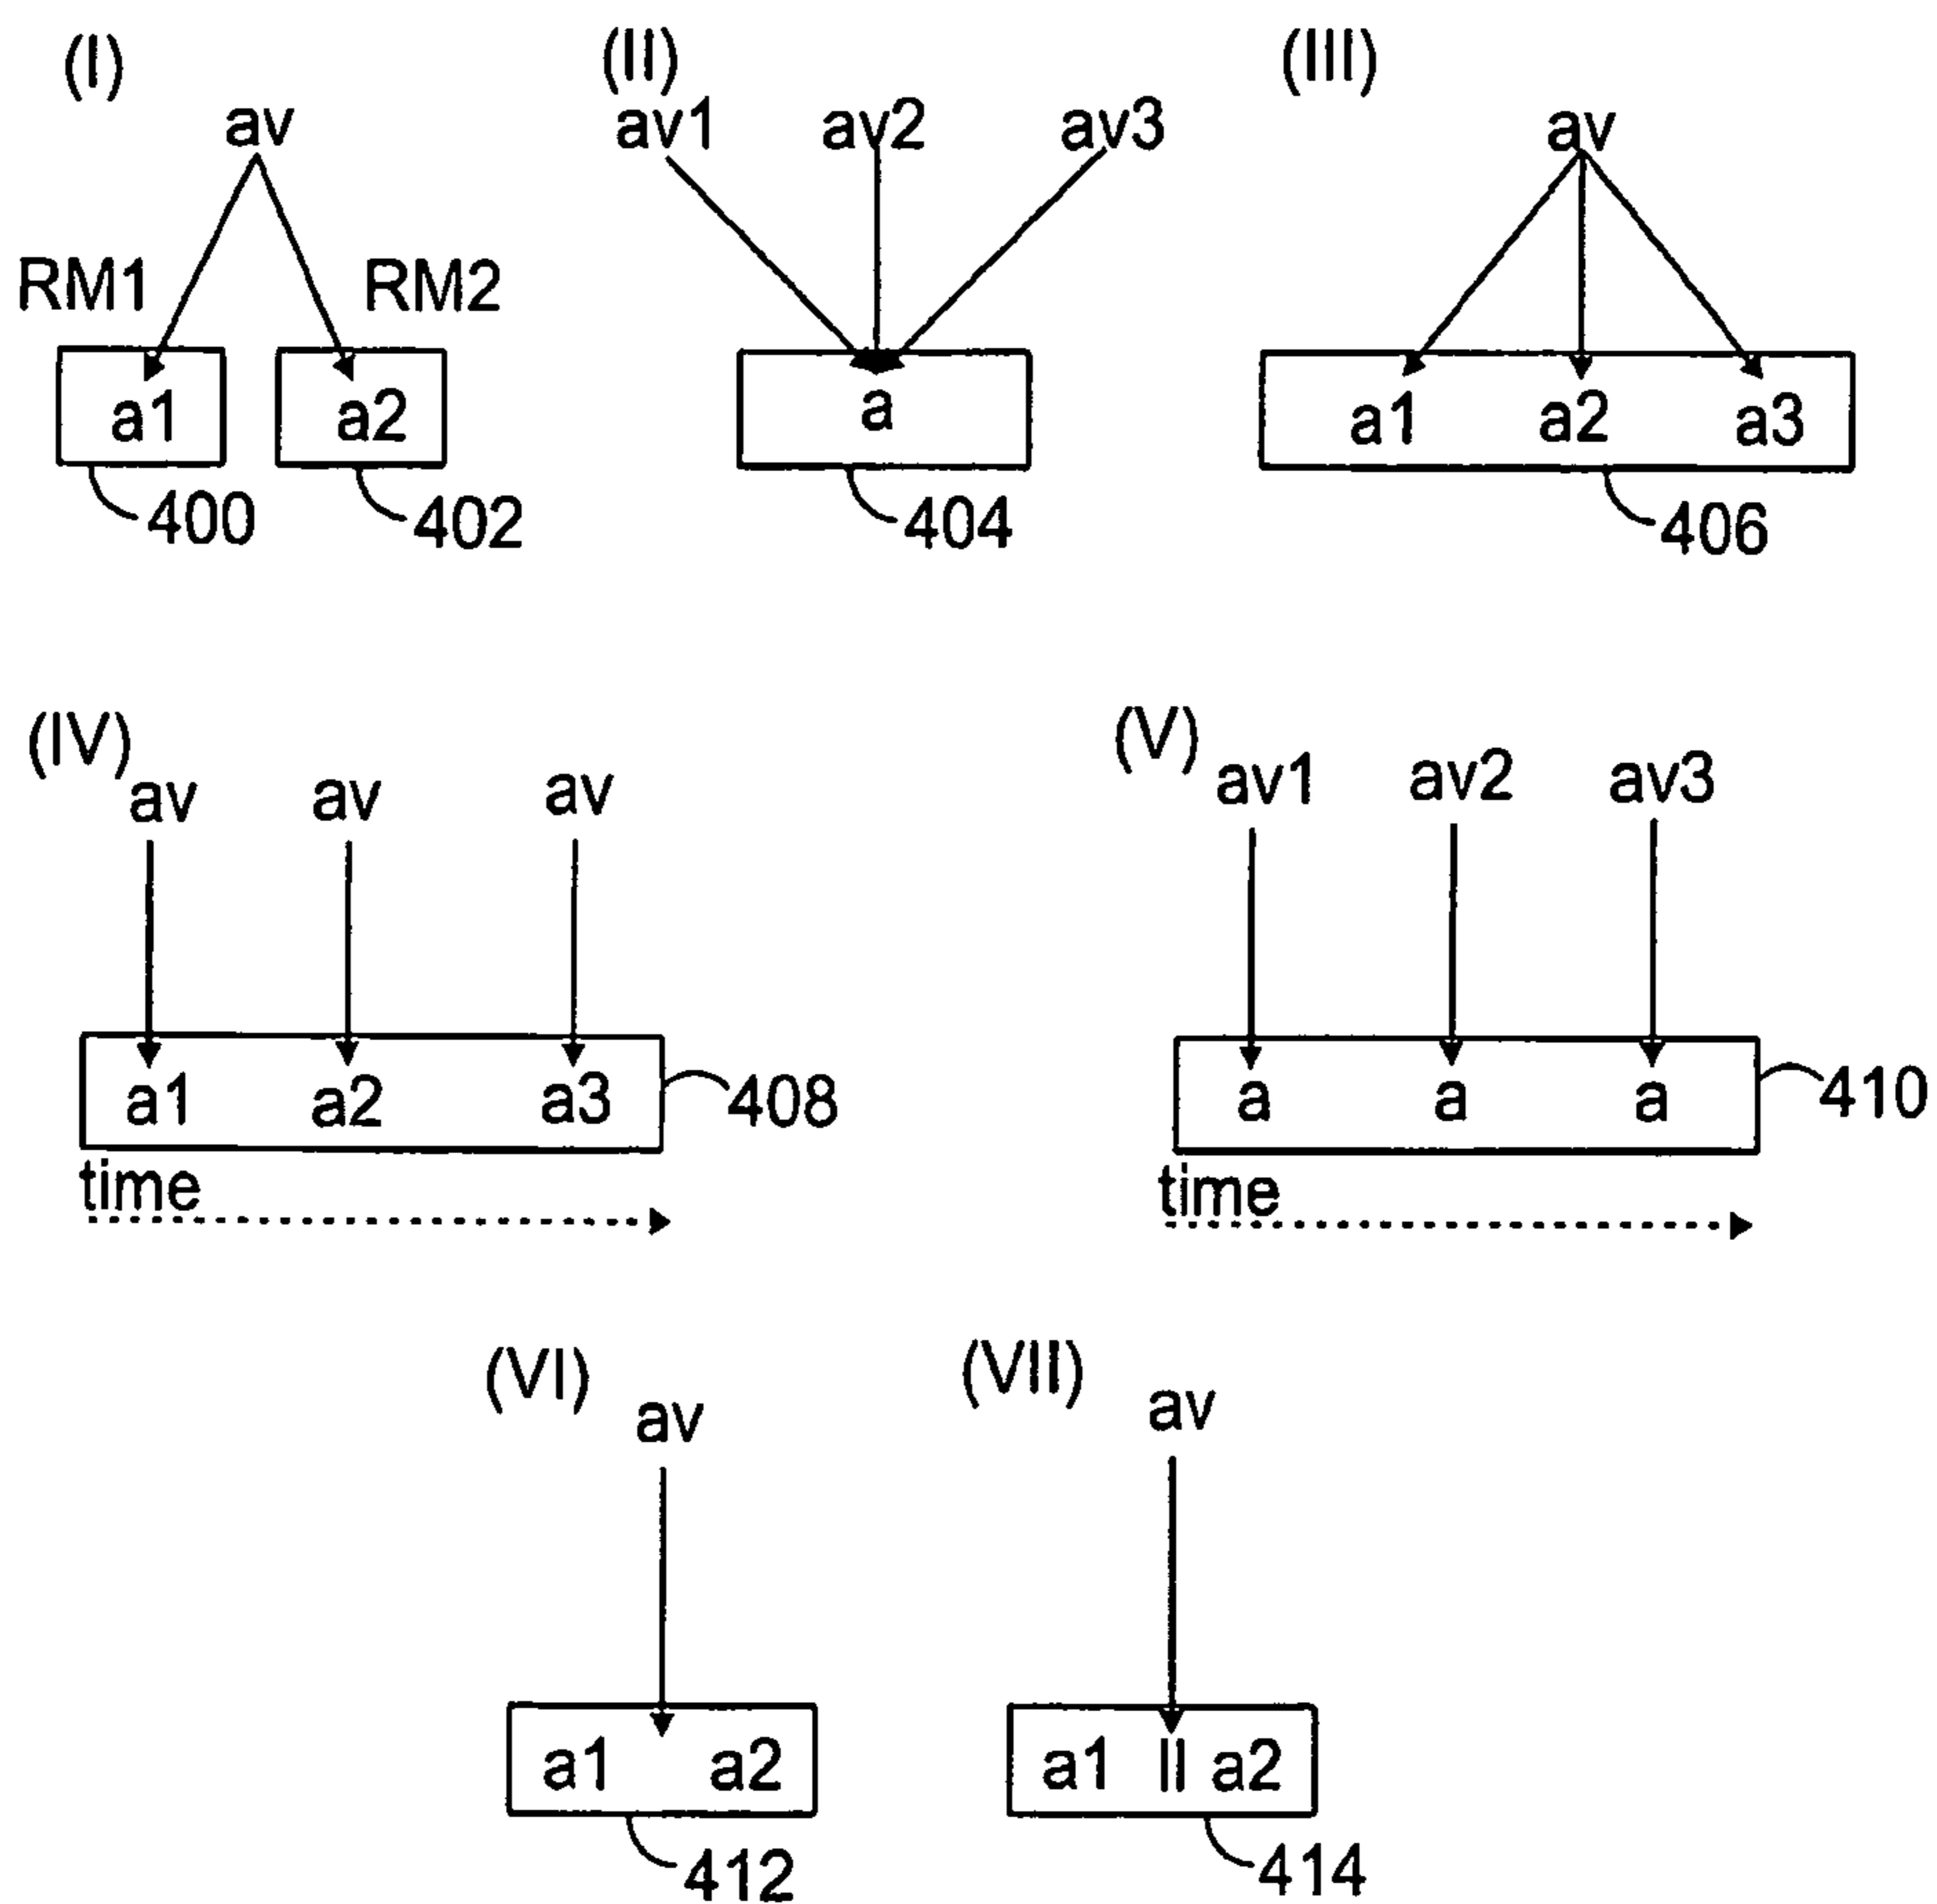 (I) (II) (III)
av av1 av2 av3 av
RM1 RM2
a1 a2 a a1 a2 a3
400 402 404 406
(IV) (V)
av av av av1 av2 av3
a1 a2 a3 408 a a a 410
time time
(VI) (VII)
av av
a1 a2 a1 || a2
412 414